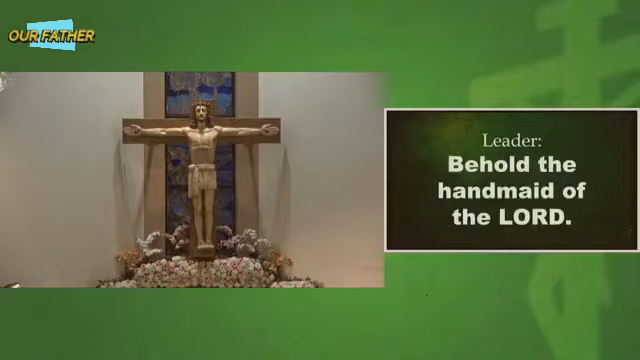 OUR FATHER
Leader:
Behold the
handmaid of
the LORD.